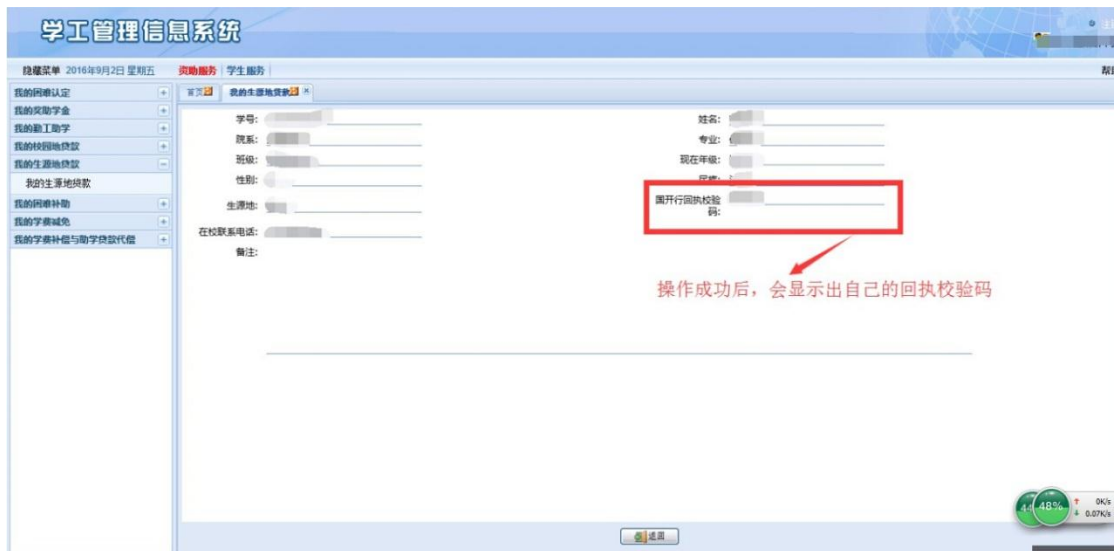 学工管理信息系统
隐藏菜单 2016年9月2日 星期五 资助服务 学生服务
我的困难认定
首页 我的生源地贷款
我的奖助学金
我的勤工助学
我的校园地贷款
我的生源地贷款
我的生源地贷款
我的困难补助
我的学费减免
我的学费补偿与助学贷款代偿
学号: 姓名:
院系: 专业:
班级: 现在年级:
性别: 民族:
生源地: 国开行回执校验
码:
在校联系电话:
备注:
操作成功后，会显示出自己的回执校验码
48% 0K/s
0.07K/s
返回